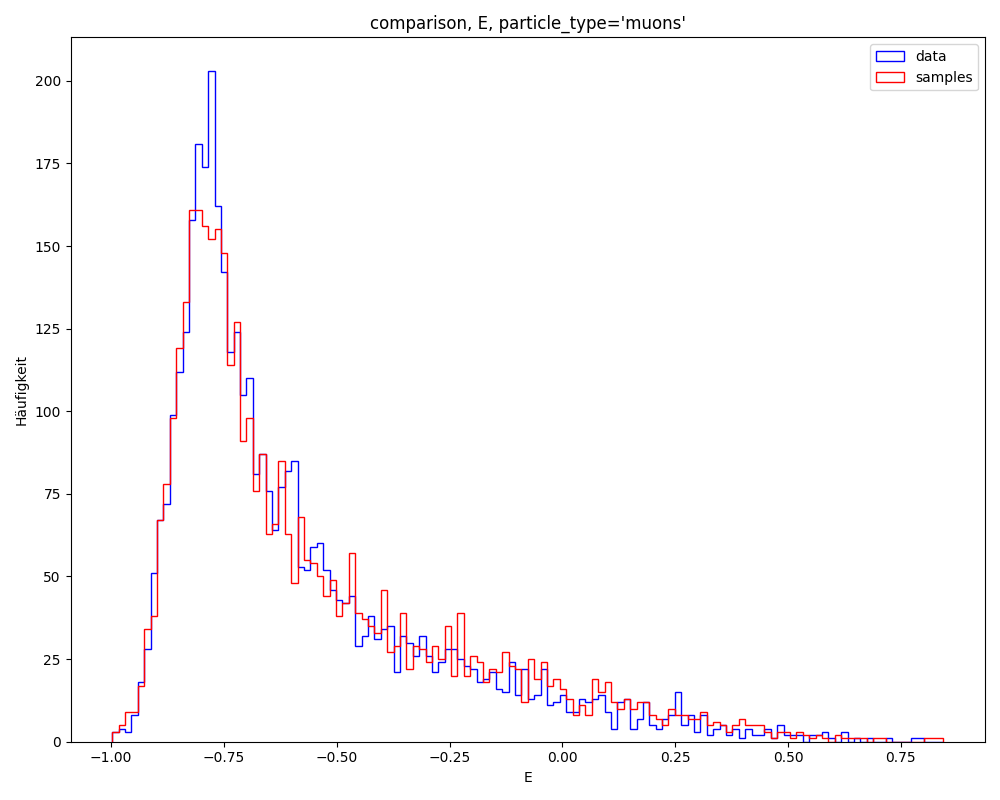 comparison, E, particle_type='muons'
data
samples
200
175
150
125
100
75
50
25
0
Häufigkeit
−1.00 −0.75 −0.50 −0.25 0.00 0.25 0.50 0.75
E